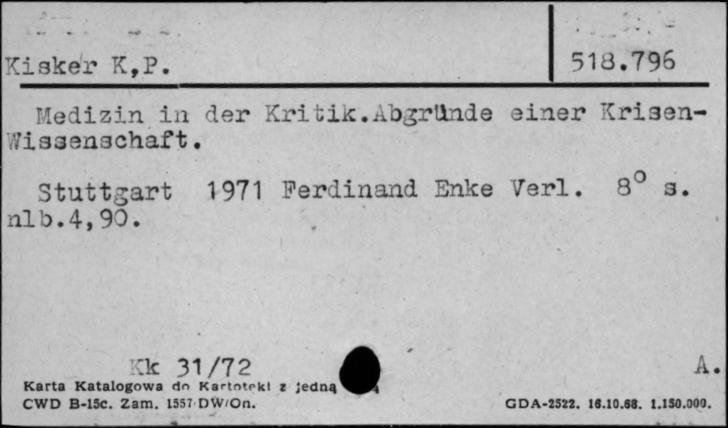 Kisker K,P.
518.796
Medizin in der Kritik.Abgründe einer Krisen-
Wissenschaft.
Stuttgart 1971 Ferdinand Enke Verl. 8° s.
nlb.4,90.
Kk 31/72
A.
Karta Katalogowa do Kartoteki z jedną
CWD B-15c. Zam. 1557 DW/On.
GDA-2522. 16.10.68. 1.150.000.